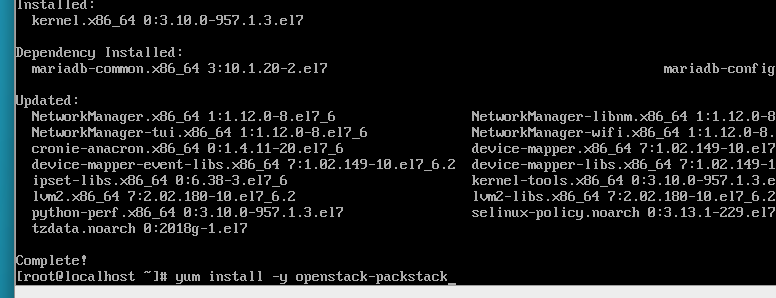 Installed:
kernel.x86_64 0:3.10.0-957.1.3.el7
Dependency Installed:
mariadb-common.x86_64 3:10.1.20-2.el7 mariadb-config
Updated:
NetworkManager.x86_64 1:1.12.0-8.el7_6 NetworkManager-libnm.x86_64 1:1.12.0-8
NetworkManager-tui.x86_64 1:1.12.0-8.el7_6 NetworkManager-wifi.x86_64 1:1.12.0-8.
cronie-anacron.x86_64 0:1.4.11-20.el7_6 device-mapper.x86_64 7:1.02.149-10.el7
device-mapper-event-libs.x86_64 7:1.02.149-10.el7_6.2 device-mapper-libs.x86_64 7:1.02.149-1
ipset-libs.x86_64 0:6.38-3.el7_6 kernel-tools.x86_64 0:3.10.0-957.1.3.e
lvm2.x86_64 7:2.02.180-10.el7_6.2 lvm2-libs.x86_64 7:2.02.180-10.el7_6.2
python-perf.x86_64 0:3.10.0-957.1.3.el7 selinux-policy.noarch 0:3.13.1-229.el7
tzdata.noarch 0:2018g-1.el7
Complete!
[root@localhost ~]# yum install -y openstack-packstack_